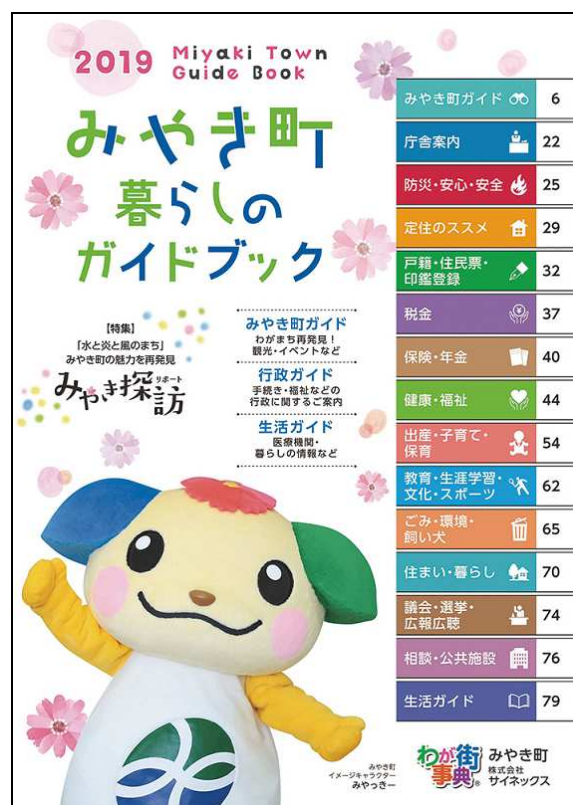 2019 Miyaki Town
Guide Book
みやき町
暮らしの
ガイドブック
【特集】
「水と炎と風のまち」
みやき町の魅力を再発見
みやき探訪 リポート
みやき町ガイド
わがまち再発見！
観光・イベントなど
行政ガイド
手続き・福祉などの
行政に関するご案内
生活ガイド
医療機関・
暮らしの情報など
みやき町ガイド 6
庁舎案内 22
防災・安心・安全 25
定住のススメ 29
戸籍・住民票・
印鑑登録 32
税金 37
保険・年金 40
健康・福祉 44
出産・子育て・
保育 54
教育・生涯学習・
文化・スポーツ 62
ごみ・環境・
飼い犬 65
住まい・暮らし 70
議会・選挙・
広報広聴 74
相談・公共施設 76
生活ガイド 79
みやき町
イメージキャラクター
みやっきー
わが街
事典®
みやき町
株式会社
サイネックス